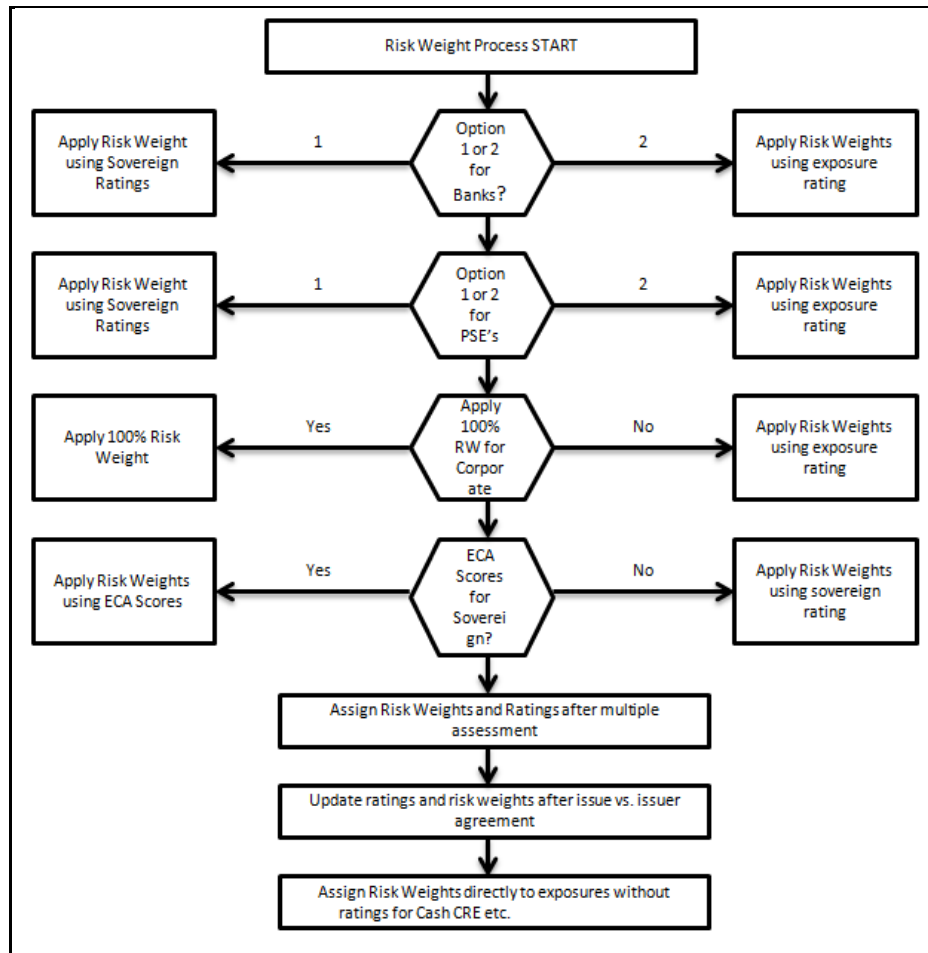 Risk Weight Process START
Apply Risk Weight
using Sovereign
Ratings
1
Option
1 or 2
for
Banks?
2
Apply Risk Weights
using exposure
rating
Apply Risk Weight
using Sovereign
Ratings
1
Option
1 or 2
for
PSE's
2
Apply Risk Weights
using exposure
rating
Apply 100% Risk
Weight
Yes
Apply
100%
RW for
Corpor
ate
No
Apply Risk Weights
using exposure
rating
Apply Risk Weights
using ECA Scores
Yes
ECA
Scores
for
Soverei
gn?
No
Apply Risk Weights
using sovereign
rating
Assign Risk Weights and Ratings after multiple
assessment
Update ratings and risk weights after issue vs. issuer
agreement
Assign Risk Weights directly to exposures without
ratings for Cash CRE etc.